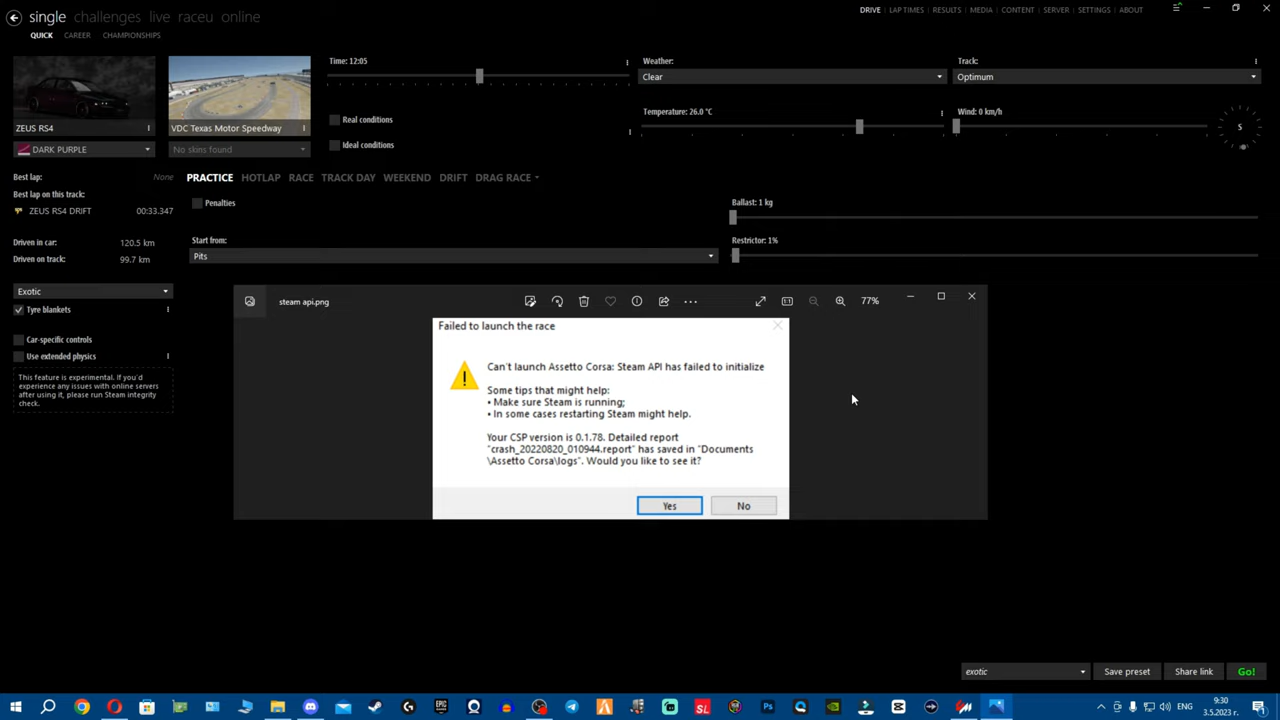 single challenges live raceu online
DRIVE LAP TIMES RESULTS MEDIA CONTENT SERVER SETTINGS ABOUT
QUICK CAREER CHAMPIONSHIPS
ZEUS RS4
DARK PURPLE
VDC Texas Motor Speedway
No skins found
Time: 12:05
Real conditions
Ideal conditions
Weather:
Clear
Temperature: 26.0 °C
Track:
Optimum
Wind: 0 km/h
S
Best lap: None
Best lap on this track:
ZEUS RS4 DRIFT 00:33.347
Driven in car: 120.5 km
Driven on track: 99.7 km
Exotic
Tyre blankets
Car-specific controls
Use extended physics
This feature is experimental. If you'd
experience any issues with online servers
after using it, please run Steam integrity
check.
PRACTICE HOTLAP RACE TRACK DAY WEEKEND DRIFT DRAG RACE
Penalties
Start from:
Pits
Ballast: 1 kg
Restrictor: 1%
steam api.png
77%
Failed to launch the race
Can't launch Assetto Corsa: Steam API has failed to initialize
Some tips that might help:
• Make sure Steam is running;
• In some cases restarting Steam might help.
Your CSP version is 0.1.78. Detailed report
"crash_20220820_010944.report" has saved in "Documents
\Assetto Corsa\logs". Would you like to see it?
Yes No
exotic
Save preset
Share link
Go!
EPIC
GAMES
SL
Ps
ENG
9:30
3.5.2023 г.
1